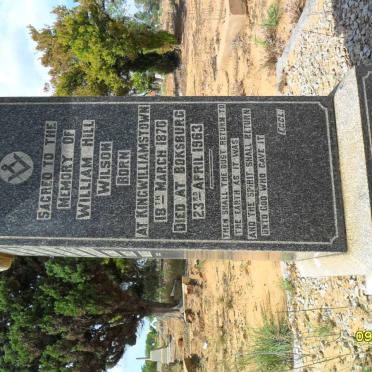 SACRED TO THE
MEMORY OF
WILLIAM HILL
WILSON
BORN
AT KINGWILLIAMSTOWN
18TH MARCH 1870
DIED AT BOKSBURG
23RD APRIL 1963
THEN SHALL THE DUST RETURN TO
THE EARTH AS IT WAS
AND THE SPIRIT SHALL RETURN
UNTO GOD WHO GAVE IT
09